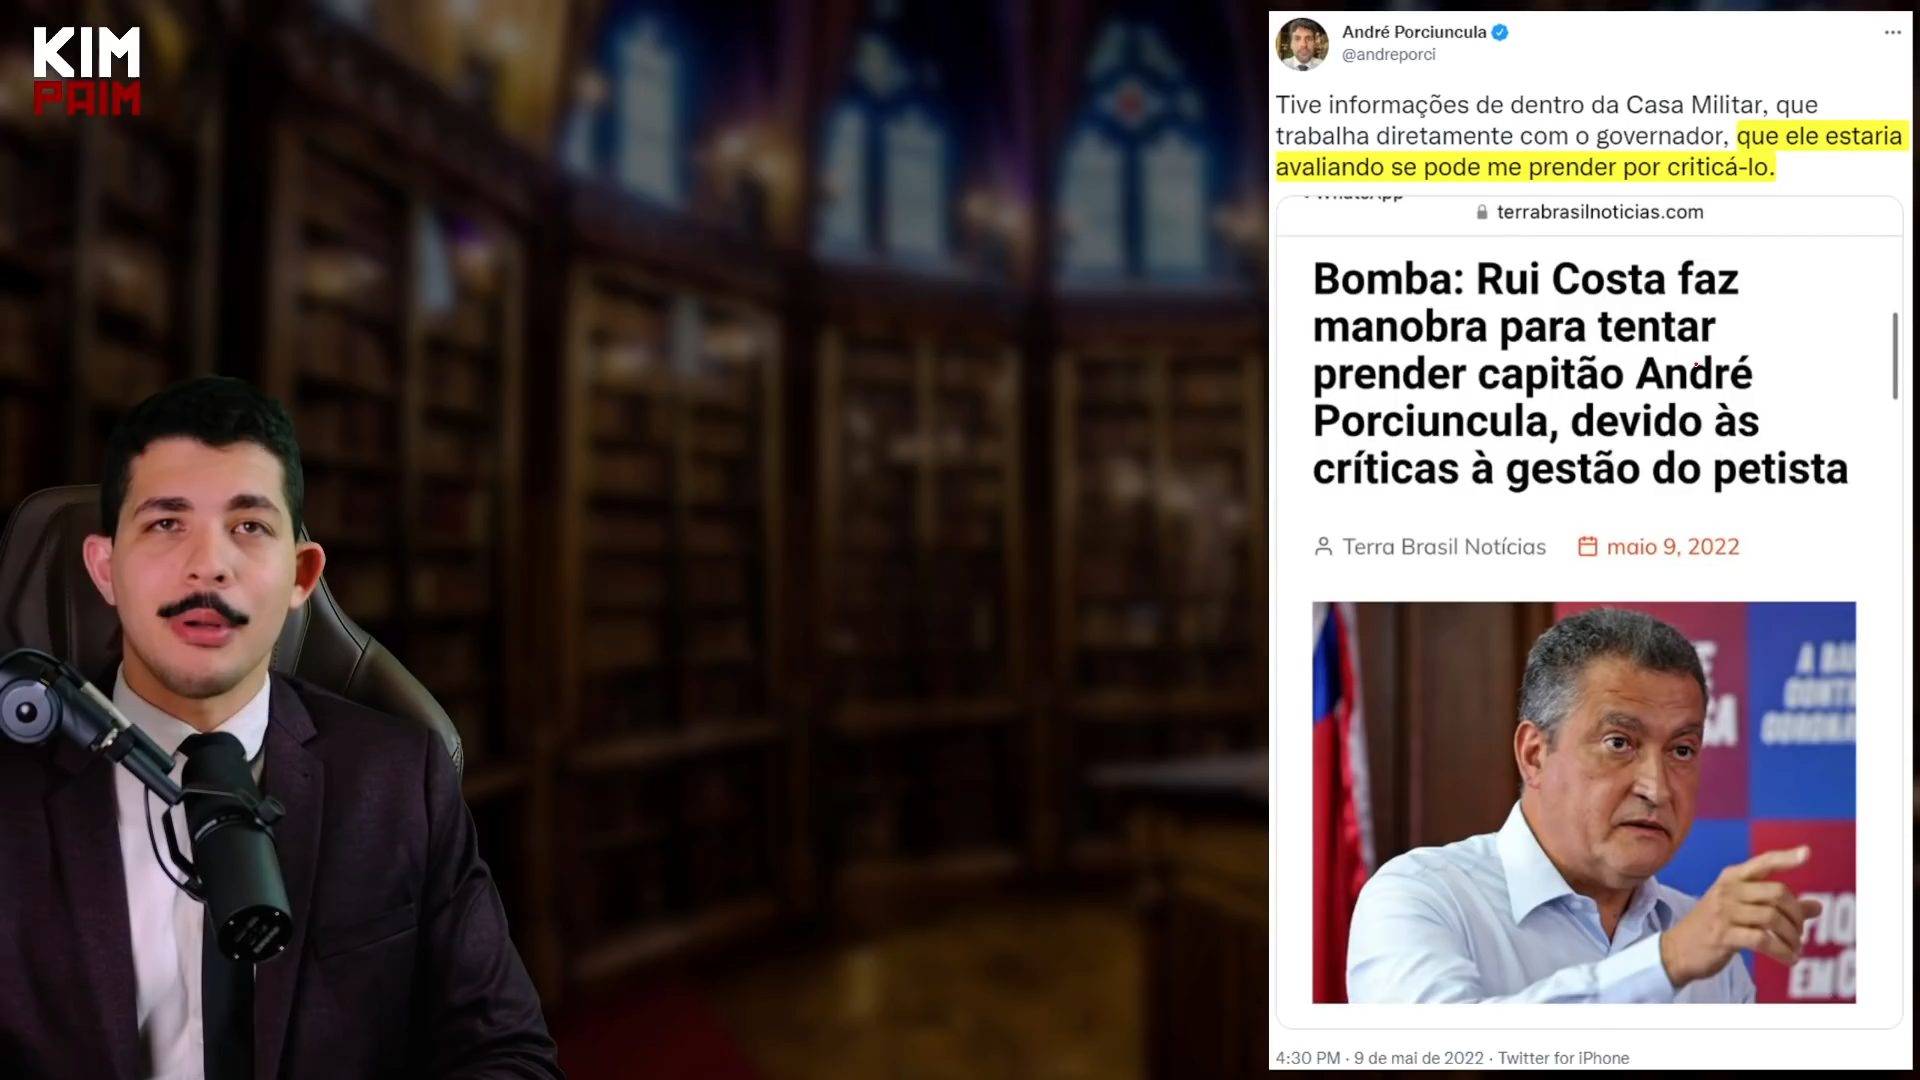 KIM
PAIM
André Porciuncula
@andreporci
Tive informações de dentro da Casa Militar, que
trabalha diretamente com o governador, que ele estaria
avaliando se pode me prender por criticá-lo.
WhatsApp
terrabrasilnoticias.com
Bomba: Rui Costa faz
manobra para tentar
prender capitão André
Porciuncula, devido às
críticas à gestão do petista
Terra Brasil Notícias maio 9, 2022
4:30 PM · 9 de mai de 2022 · Twitter for iPhone